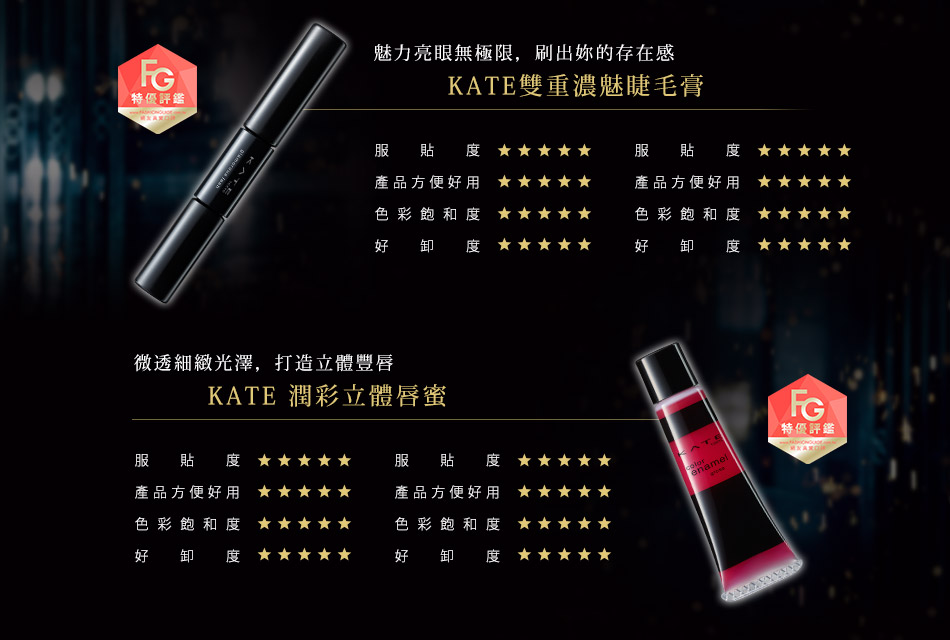 魅力亮眼無極限，刷出妳的存在感
KATE雙重濃魅睫毛膏
FG
特優評鑑
服貼度 ★★★★★ 服貼度 ★★★★★
產品方便好用 ★★★★★ 產品方便好用 ★★★★★
色彩飽和度 ★★★★★ 色彩飽和度 ★★★★★
好卸度 ★★★★★ 好卸度 ★★★★★
KATE
微透細緻光澤，打造立體豐唇
KATE 潤彩立體唇蜜
FG
特優評鑑
KATE
color
enamel
服貼度 ★★★★★ 服貼度 ★★★★★
產品方便好用 ★★★★★ 產品方便好用 ★★★★★
色彩飽和度 ★★★★★ 色彩飽和度 ★★★★★
好卸度 ★★★★★ 好卸度 ★★★★★